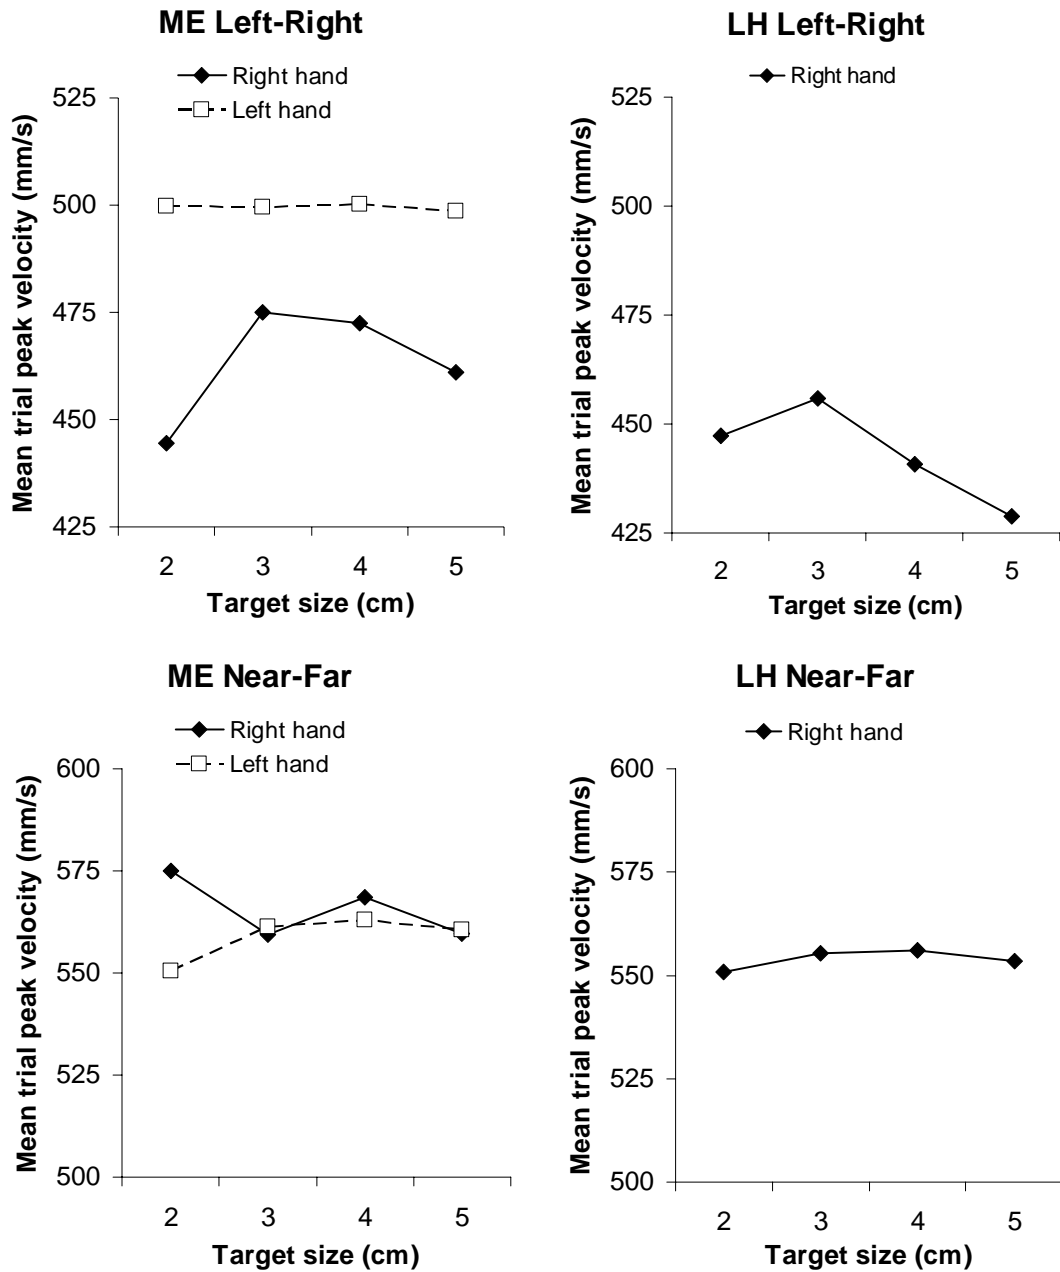 ME Left-Right
Right hand
Left hand
Mean trial peak velocity (mm/s)
525
500
475
450
425
2 3 4 5
Target size (cm)
LH Left-Right
Right hand
Mean trial peak velocity (mm/s)
525
500
475
450
425
2 3 4 5
Target size (cm)
ME Near-Far
Right hand
Left hand
Mean trial peak velocity (mm/s)
600
575
550
525
500
2 3 4 5
Target size (cm)
LH Near-Far
Right hand
Mean trial peak velocity (mm/s)
600
575
550
525
500
2 3 4 5
Target size (cm)